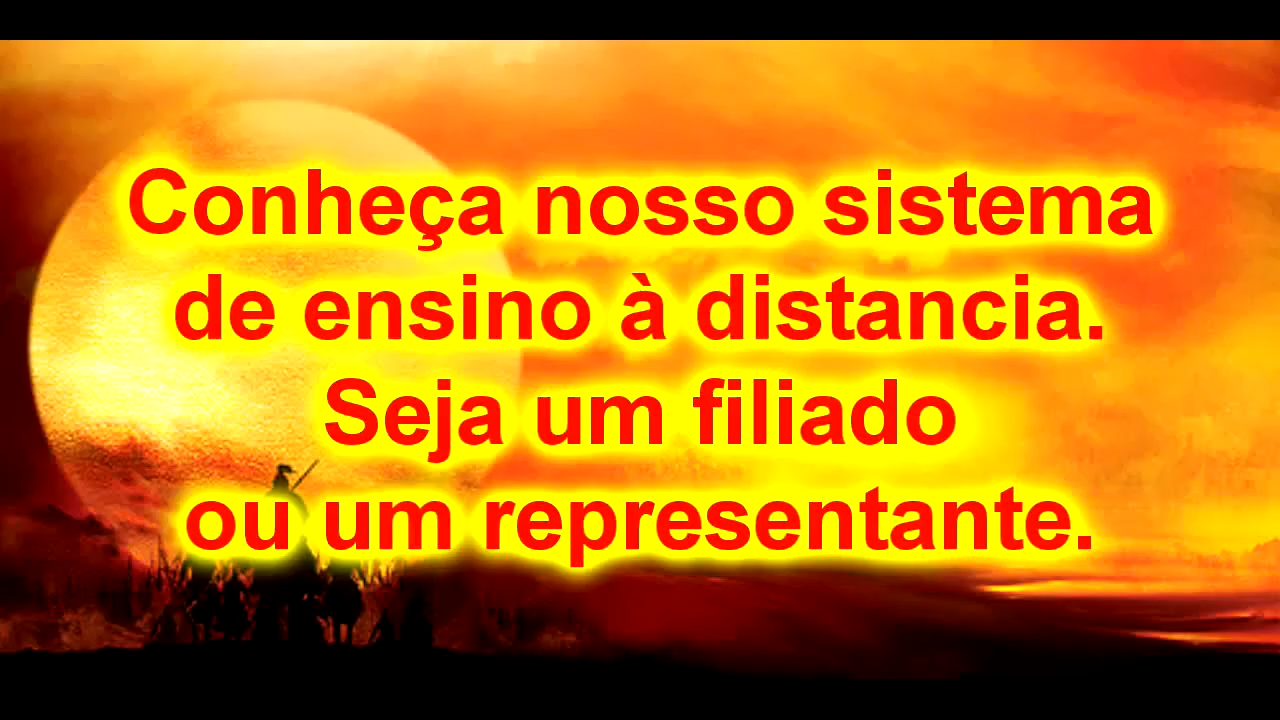 Conheça nosso sistema
de ensino à distancia.
Seja um filiado
ou um representante.